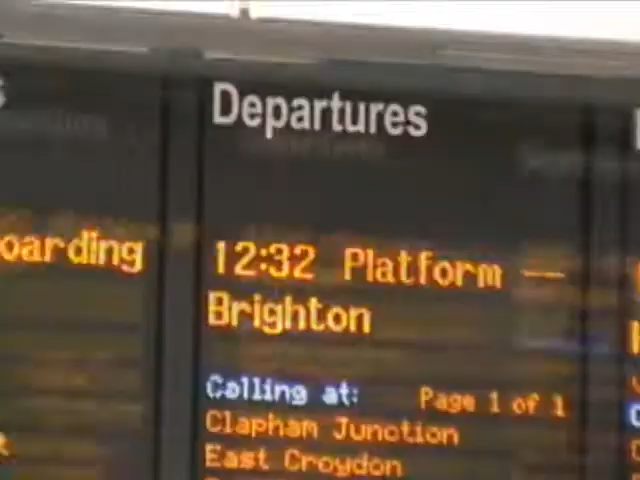 Departures
oarding
12:32 Platform --
Brighton
Calling at: Page 1 of 1
Clapham Junction
East Croydon